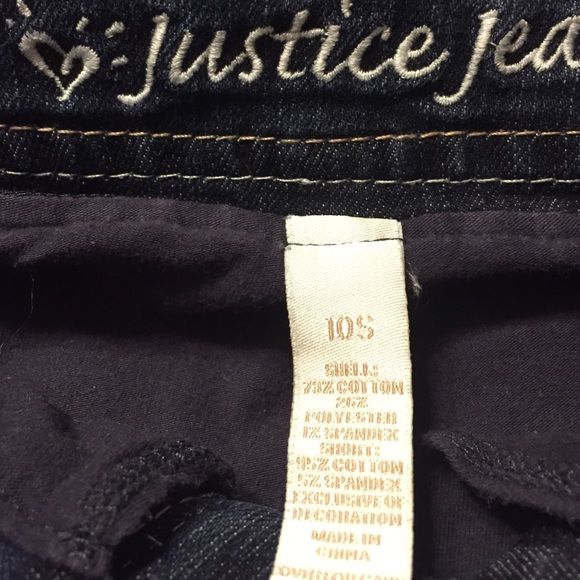 Justice Jea
10S
SHELL:
73% COTTON
26%
POLYESTER
1% SPANDEX
SHORT:
95% COTTON
5% SPANDEX
EXCLUSIVE OF
DECORATION
MADE IN
CHINA